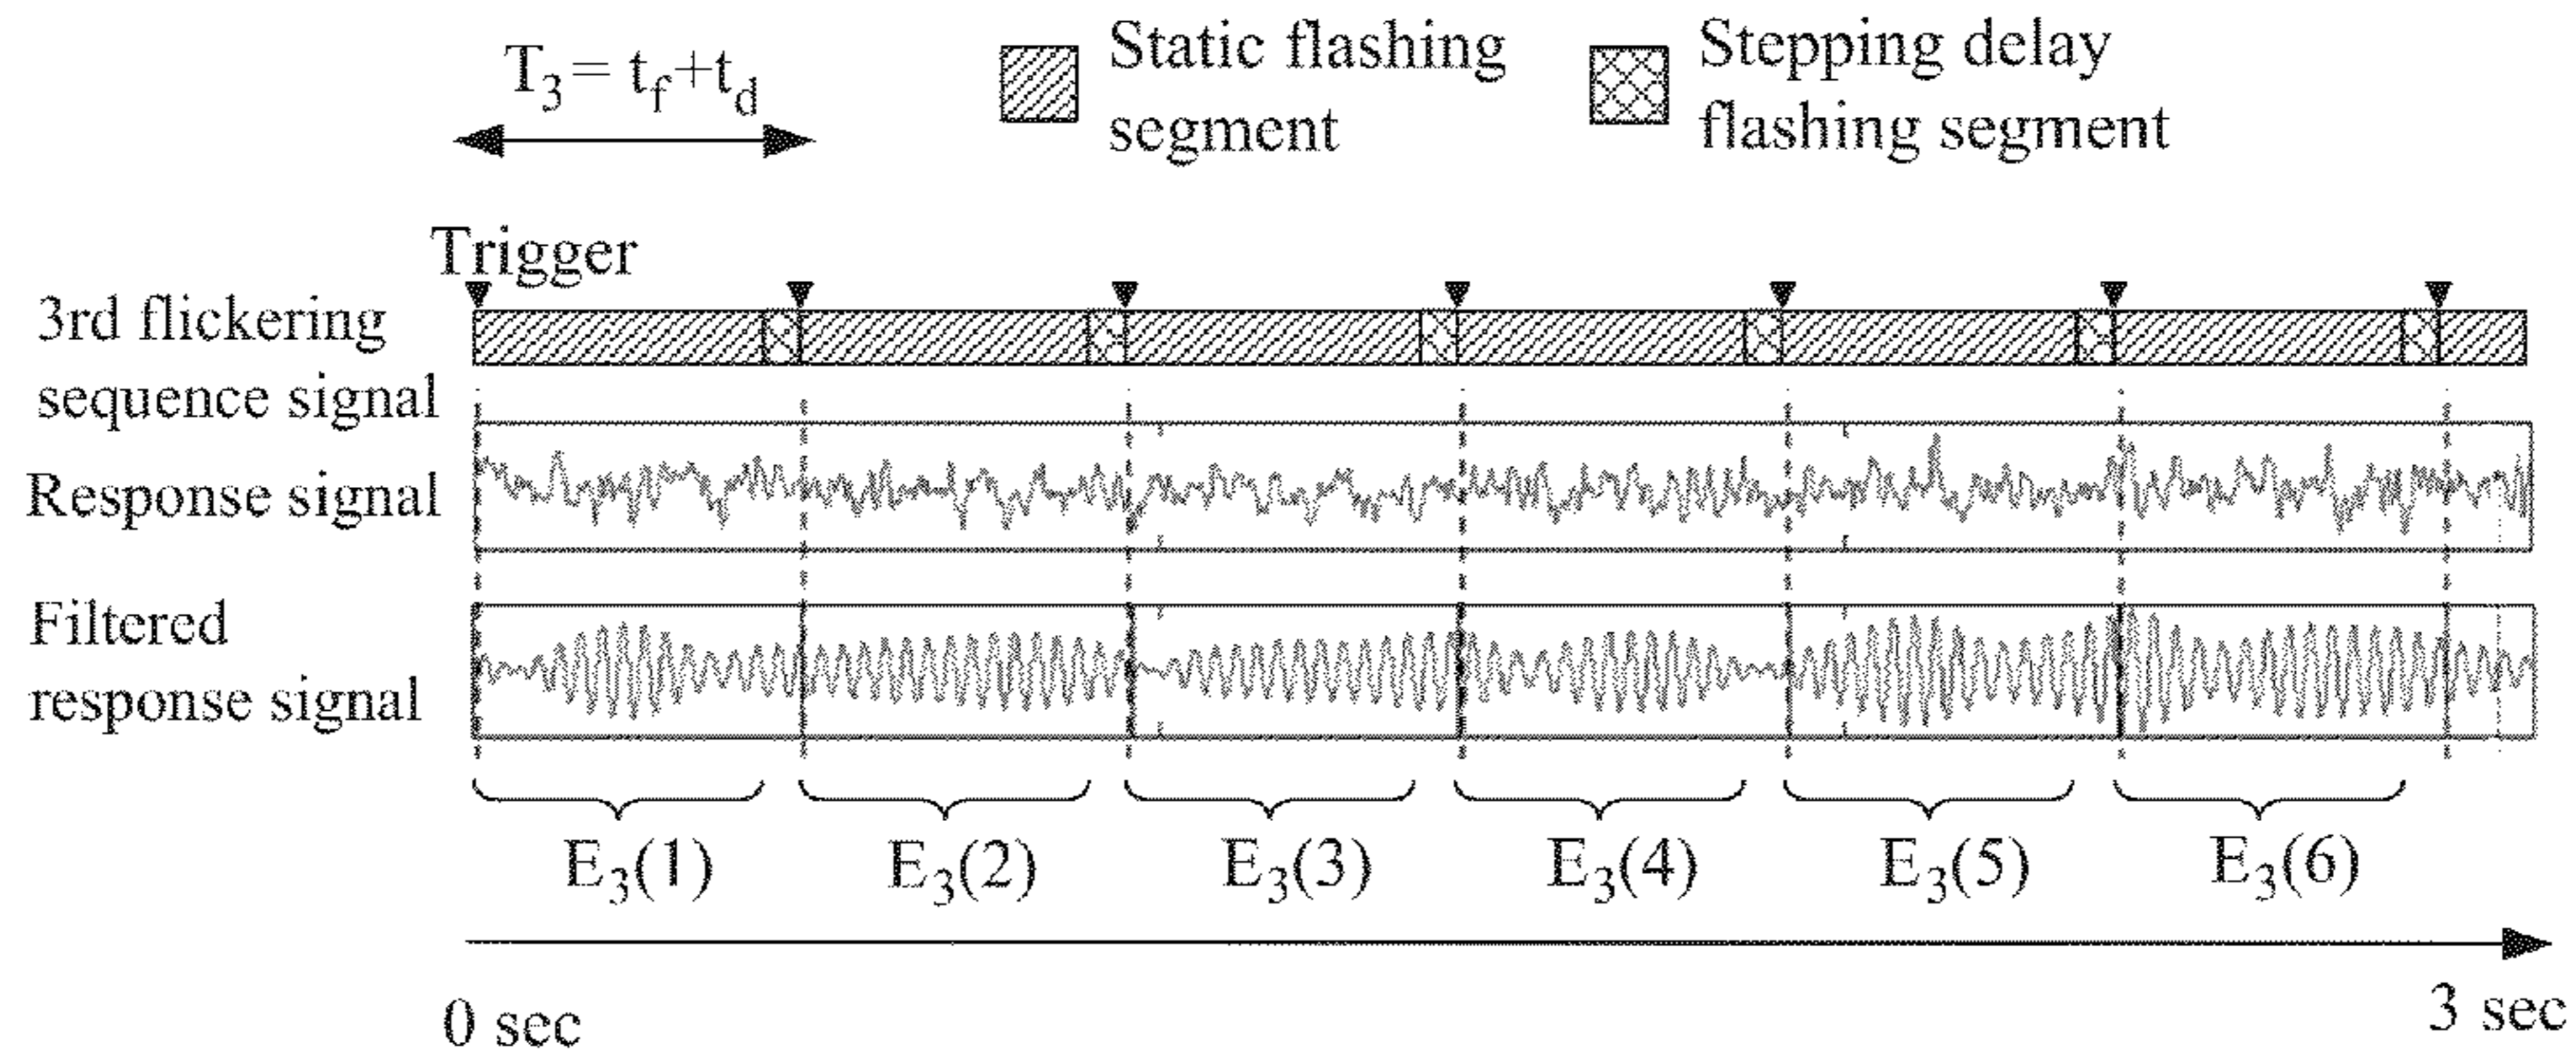 T3= tf+td
Static flashing
segment
Stepping delay
flashing segment
Trigger
3rd flickering
sequence signal
Response signal
Filtered
response signal
E3(1) E3(2) E3(3) E3(4) E3(5) E3(6)
0 sec 3 sec